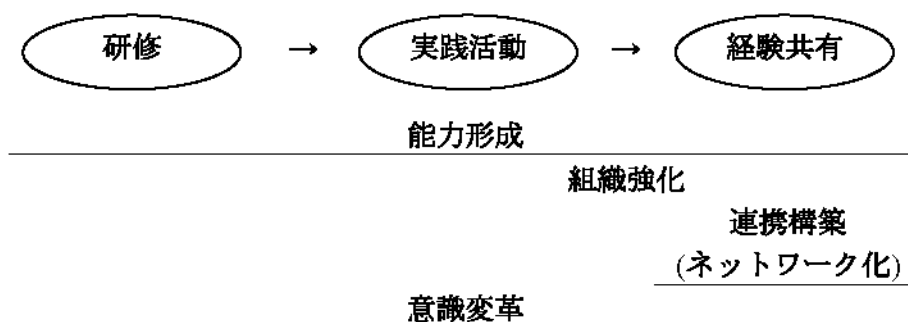 研修 → 実践活動 → 経験共有
能力形成
組織強化
連携構築
(ネットワーク化)
意識変革